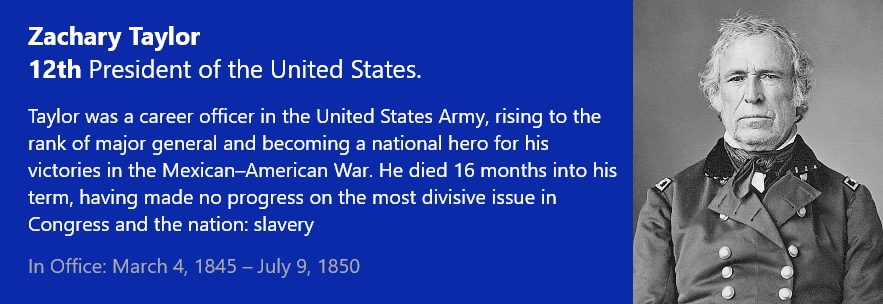 Zachary Taylor
12th President of the United States.
Taylor was a career officer in the United States Army, rising to the
rank of major general and becoming a national hero for his
victories in the Mexican–American War. He died 16 months into his
term, having made no progress on the most divisive issue in
Congress and the nation: slavery
In Office: March 4, 1845 – July 9, 1850